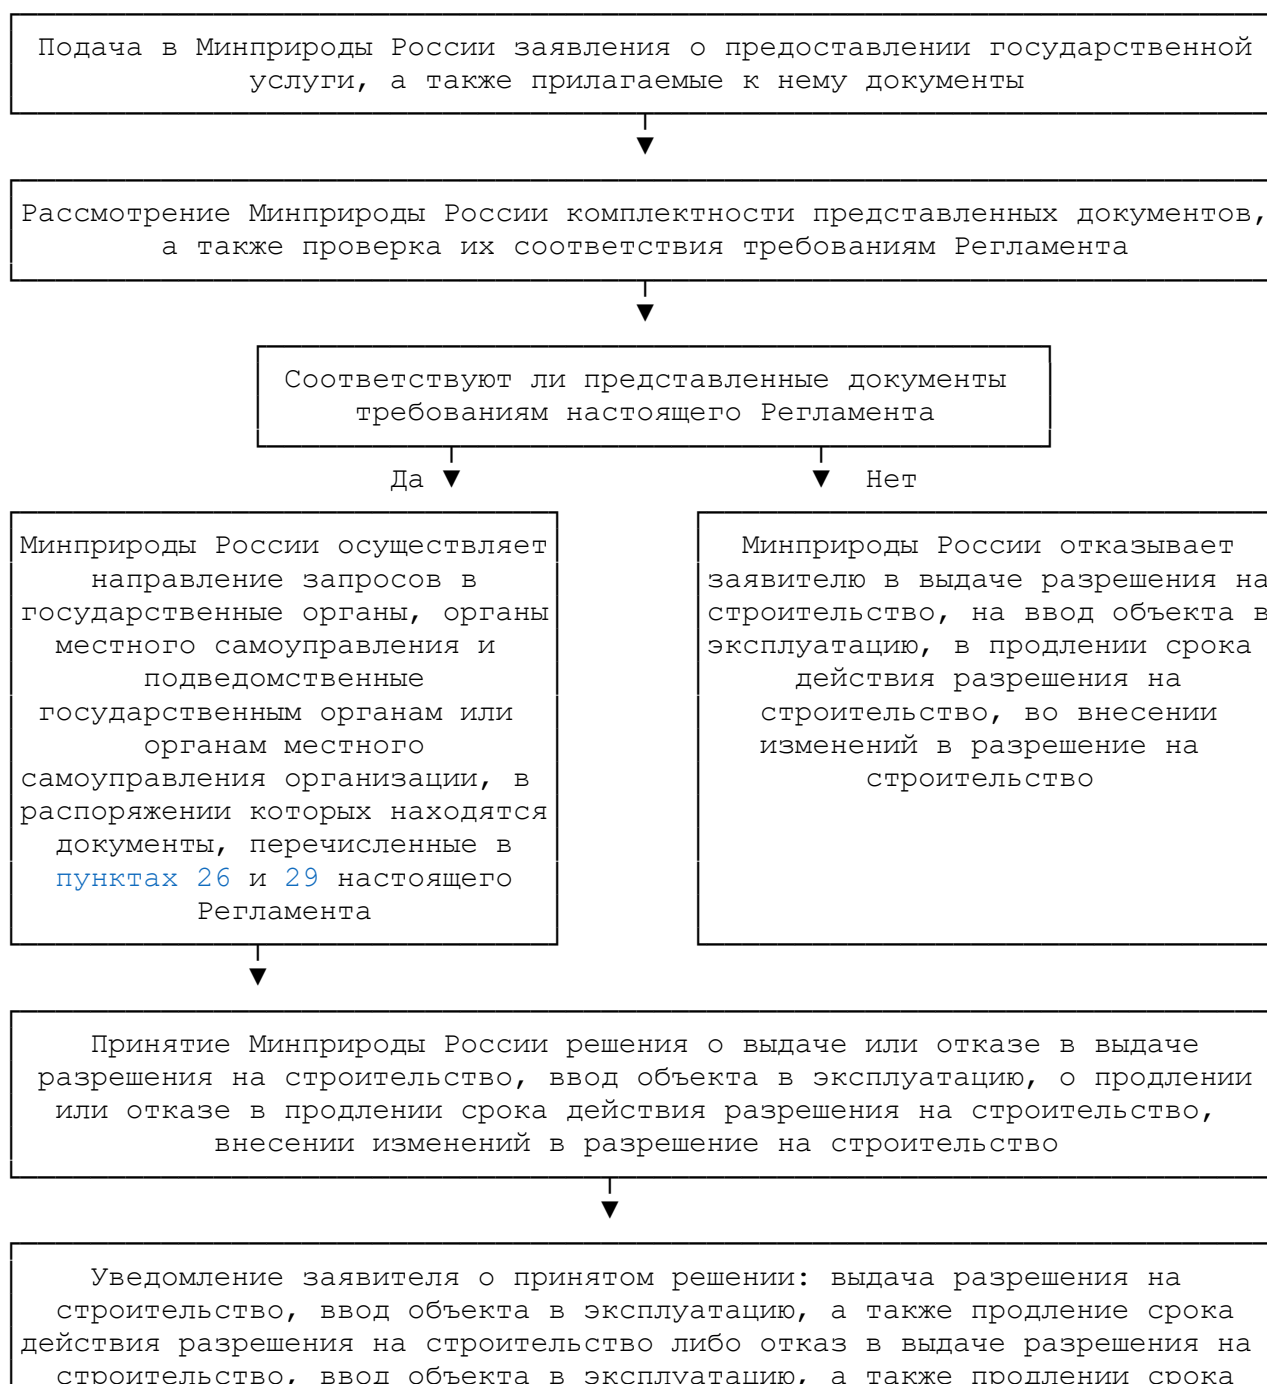 Подача в Минприроды России заявления о предоставлении государственной
услуги, а также прилагаемые к нему документы
▼
Рассмотрение Минприроды России комплектности представленных документов,
а также проверка их соответствия требованиям Регламента
▼
Соответствуют ли представленные документы
требованиям настоящего Регламента
Да ▼
▼ Нет
Минприроды России осуществляет
направление запросов в
государственные органы, органы
местного самоуправления и
подведомственные
государственным органам или
органам местного
самоуправления организации, в
распоряжении которых находятся
документы, перечисленные в
пунктах 26 и 29 настоящего
Регламента
Минприроды России отказывает
заявителю в выдаче разрешения на
строительство, на ввод объекта в
эксплуатацию, в продлении срока
действия разрешения на
строительство, во внесении
изменений в разрешение на
строительство
▼
Принятие Минприроды России решения о выдаче или отказе в выдаче
разрешения на строительство, ввод объекта в эксплуатацию, о продлении
или отказе в продлении срока действия разрешения на строительство,
внесении изменений в разрешение на строительство
▼
Уведомление заявителя о принятом решении: выдача разрешения на
строительство, ввод объекта в эксплуатацию, а также продление срока
действия разрешения на строительство либо отказ в выдаче разрешения на
строительство, ввод объекта в эксплуатацию, а также продлении срока